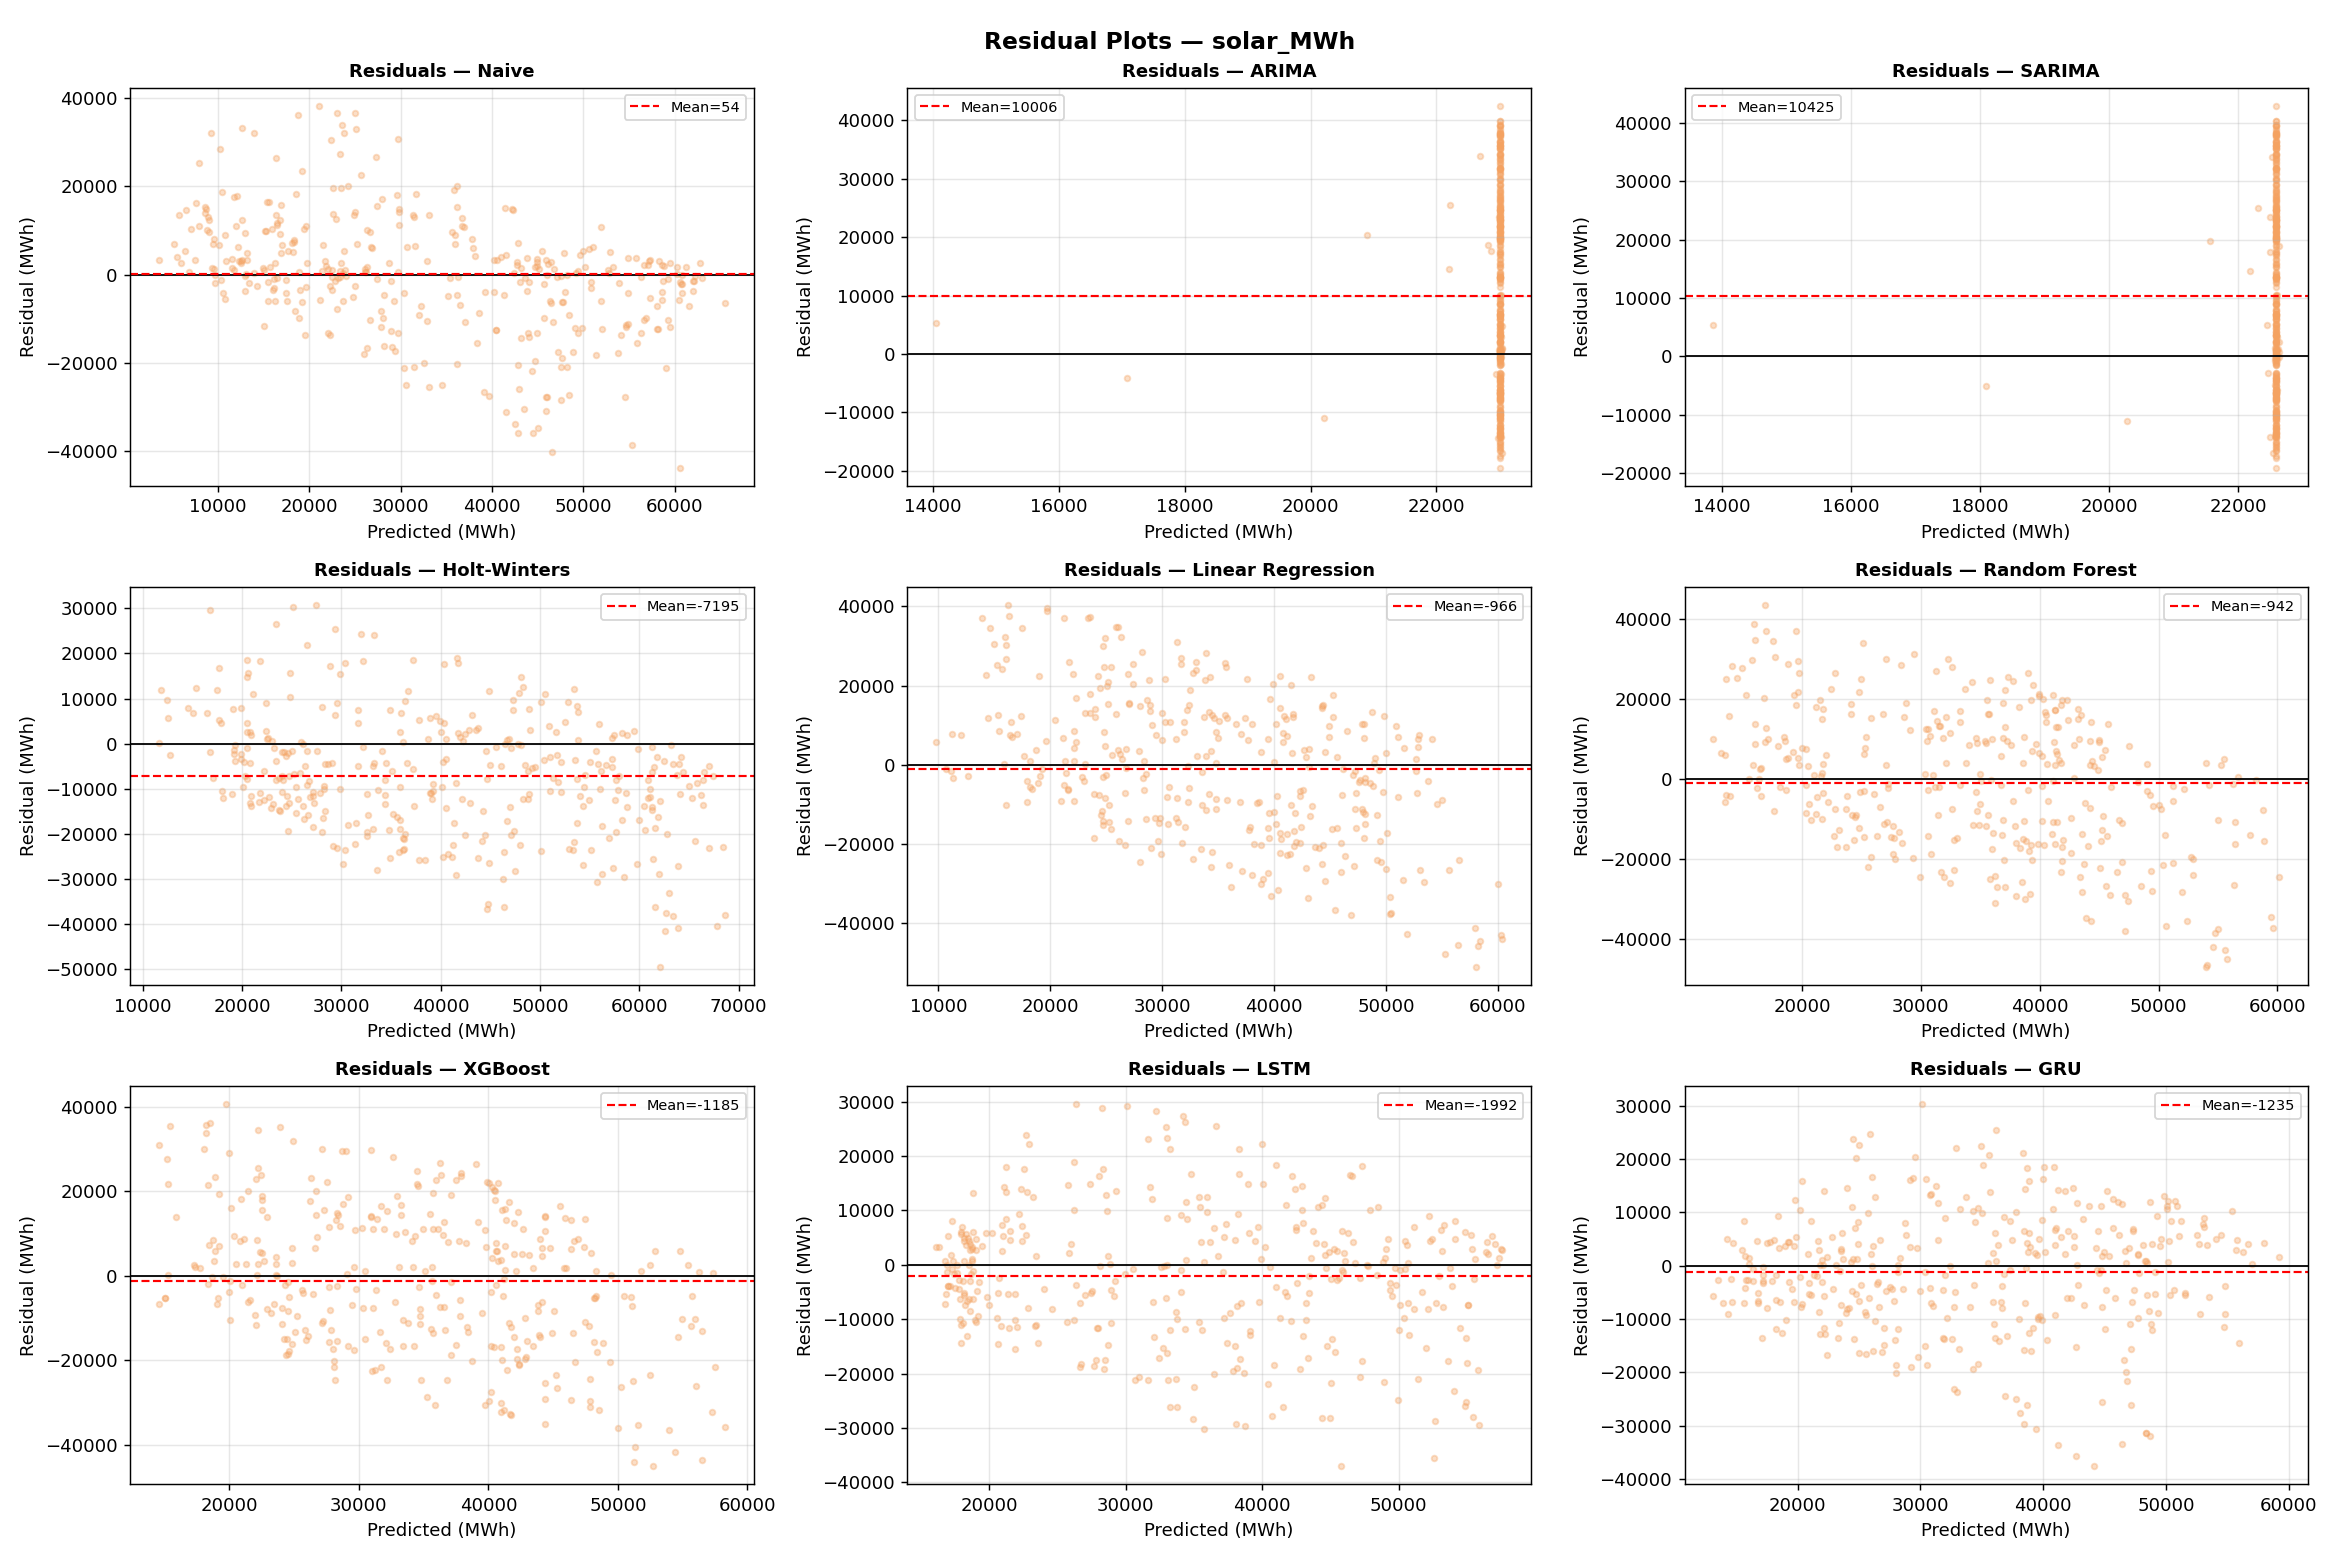 Residual Plots — solar_MWh
Residuals — Naive
Mean=54
40000
20000
0
−20000
−40000
Residual (MWh)
10000 20000 30000 40000 50000 60000
Predicted (MWh)
Residuals — ARIMA
Mean=10006
40000
30000
20000
10000
0
−10000
−20000
Residual (MWh)
14000 16000 18000 20000 22000
Predicted (MWh)
Residuals — SARIMA
Mean=10425
40000
30000
20000
10000
0
−10000
−20000
Residual (MWh)
14000 16000 18000 20000 22000
Predicted (MWh)
Residuals — Holt-Winters
Mean=-7195
30000
20000
10000
0
−10000
−20000
−30000
−40000
−50000
Residual (MWh)
10000 20000 30000 40000 50000 60000 70000
Predicted (MWh)
Residuals — Linear Regression
Mean=-966
40000
20000
0
−20000
−40000
Residual (MWh)
10000 20000 30000 40000 50000 60000
Predicted (MWh)
Residuals — Random Forest
Mean=-942
40000
20000
0
−20000
−40000
Residual (MWh)
20000 30000 40000 50000 60000
Predicted (MWh)
Residuals — XGBoost
Mean=-1185
40000
20000
0
−20000
−40000
Residual (MWh)
20000 30000 40000 50000 60000
Predicted (MWh)
Residuals — LSTM
Mean=-1992
30000
20000
10000
0
−10000
−20000
−30000
−40000
Residual (MWh)
20000 30000 40000 50000
Predicted (MWh)
Residuals — GRU
Mean=-1235
30000
20000
10000
0
−10000
−20000
−30000
−40000
Residual (MWh)
20000 30000 40000 50000 60000
Predicted (MWh)